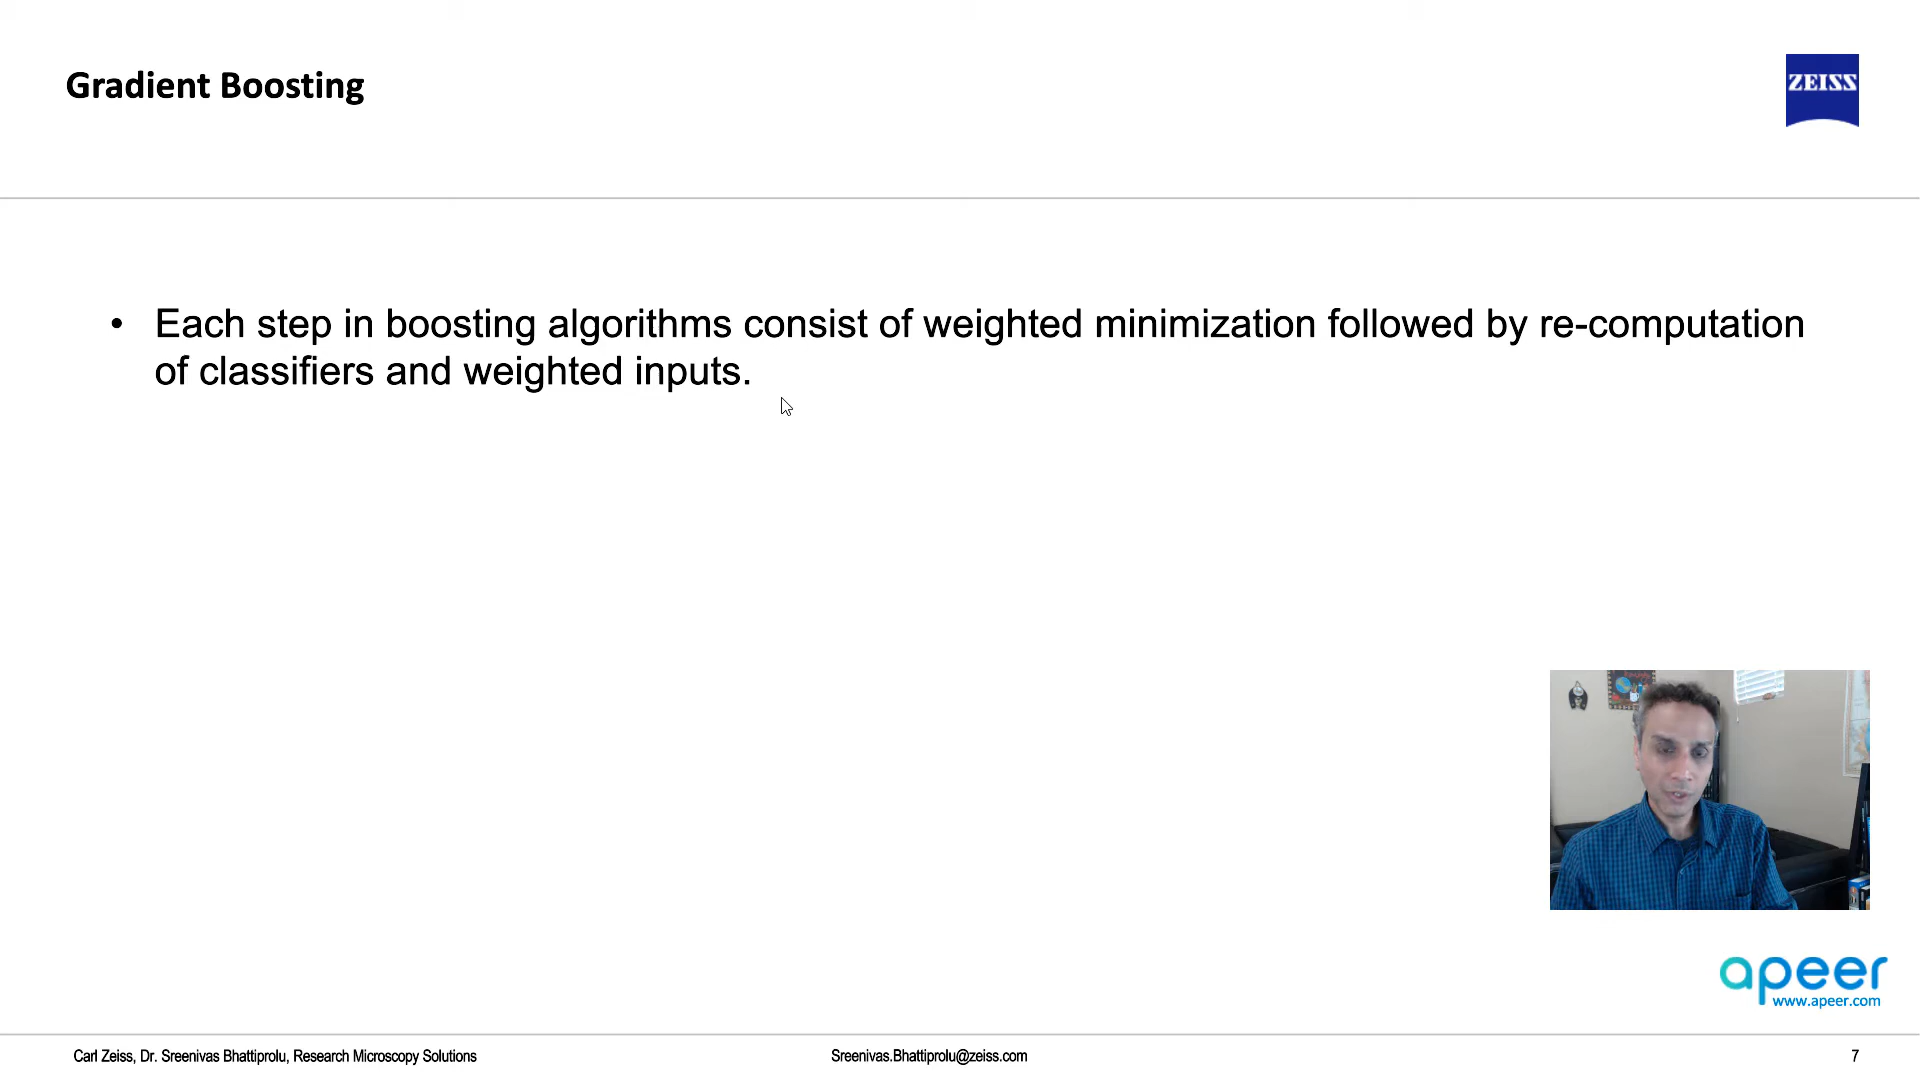 Gradient Boosting
ZEISS
• Each step in boosting algorithms consist of weighted minimization followed by re-computation
of classifiers and weighted inputs.
apeer
www.apeer.com
Carl Zeiss, Dr. Sreenivas Bhattiprolu, Research Microscopy Solutions
Sreenivas.Bhattiprolu@zeiss.com
7